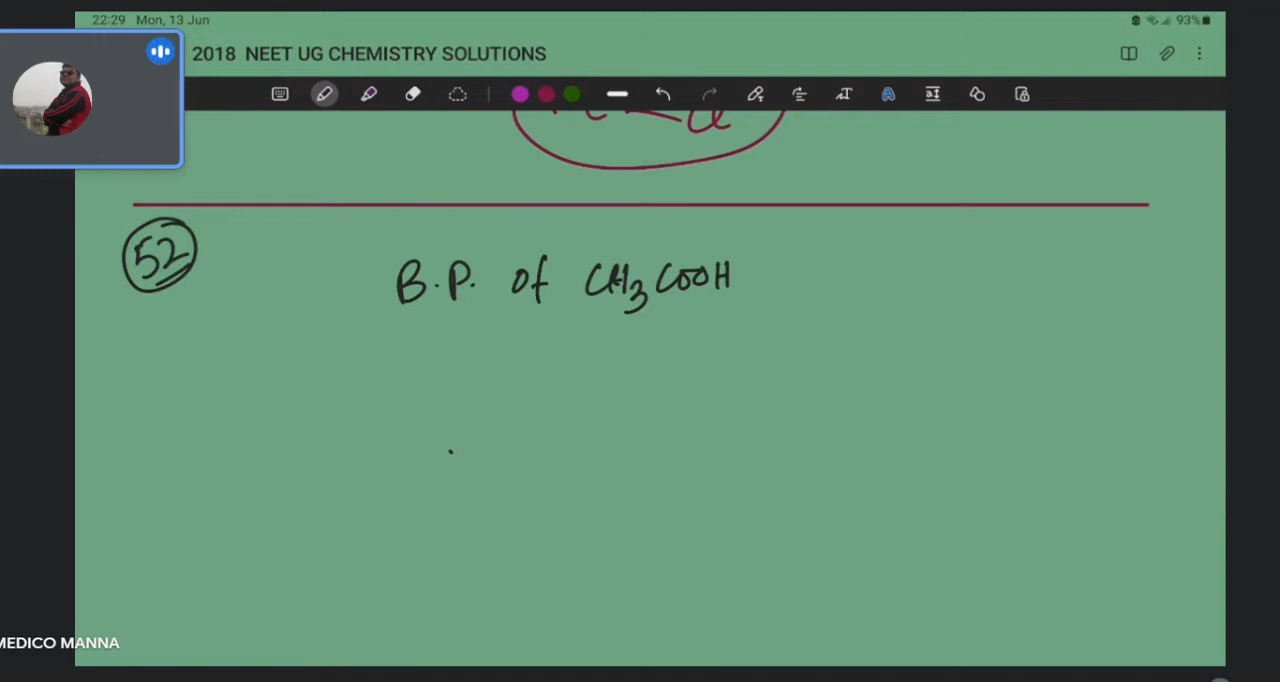 22:29 Mon, 13 Jun
93%
2018 NEET UG CHEMISTRY SOLUTIONS
52
B.P. of CH3COOH
MEDICO MANNA